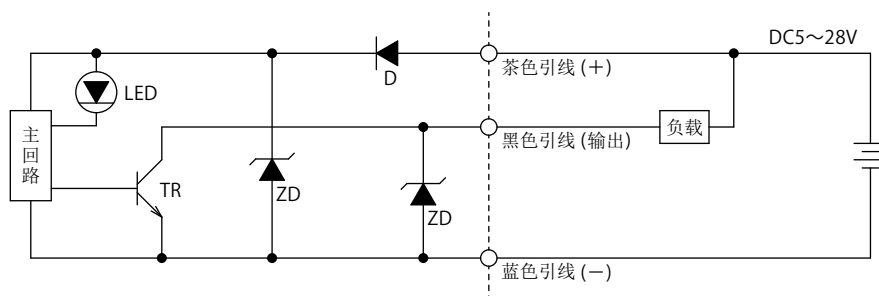 DC5～28V
茶色引线 (＋)
D
LED
负载
黑色引线 (输出)
主回路
TR
ZD
ZD
蓝色引线 (－)